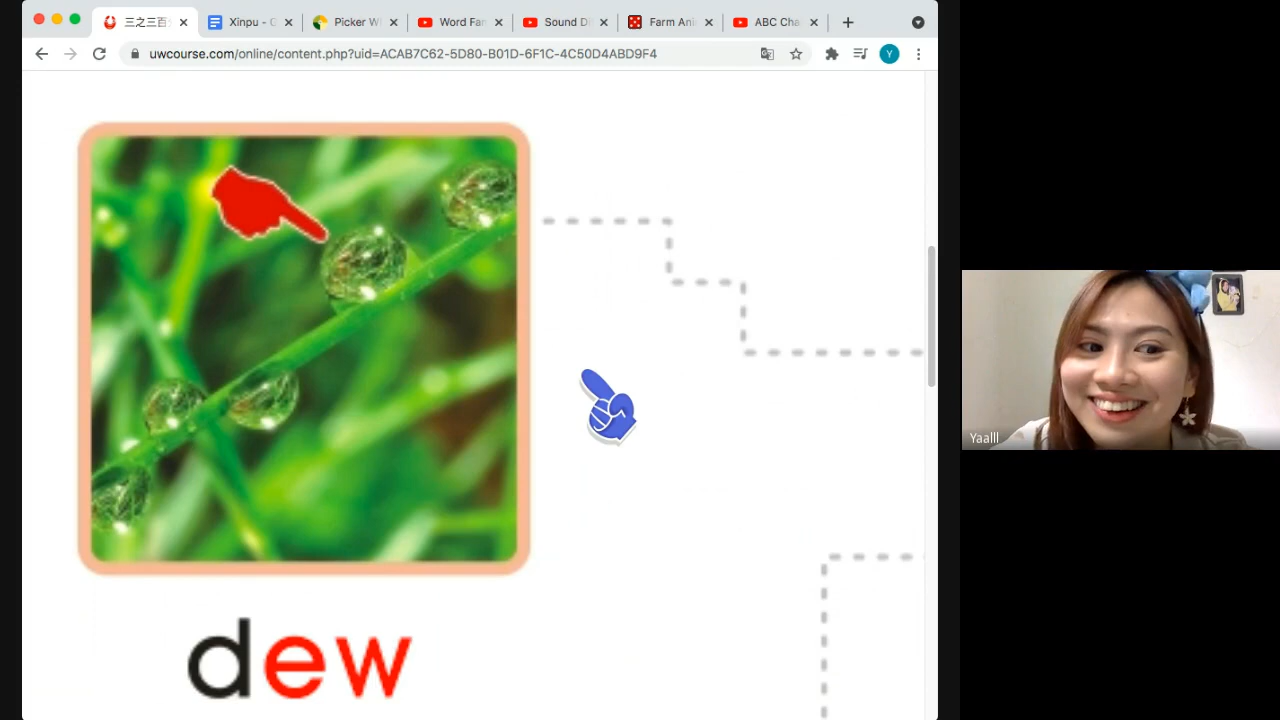 三之三百
Xinpu - G
Picker W
Word Far
Sound Di
Farm Ani
ABC Cha
uwcourse.com/online/content.php?uid=ACAB7C62-5D80-B01D-6F1C-4C50D4ABD9F4
Y
dew
Yaalll